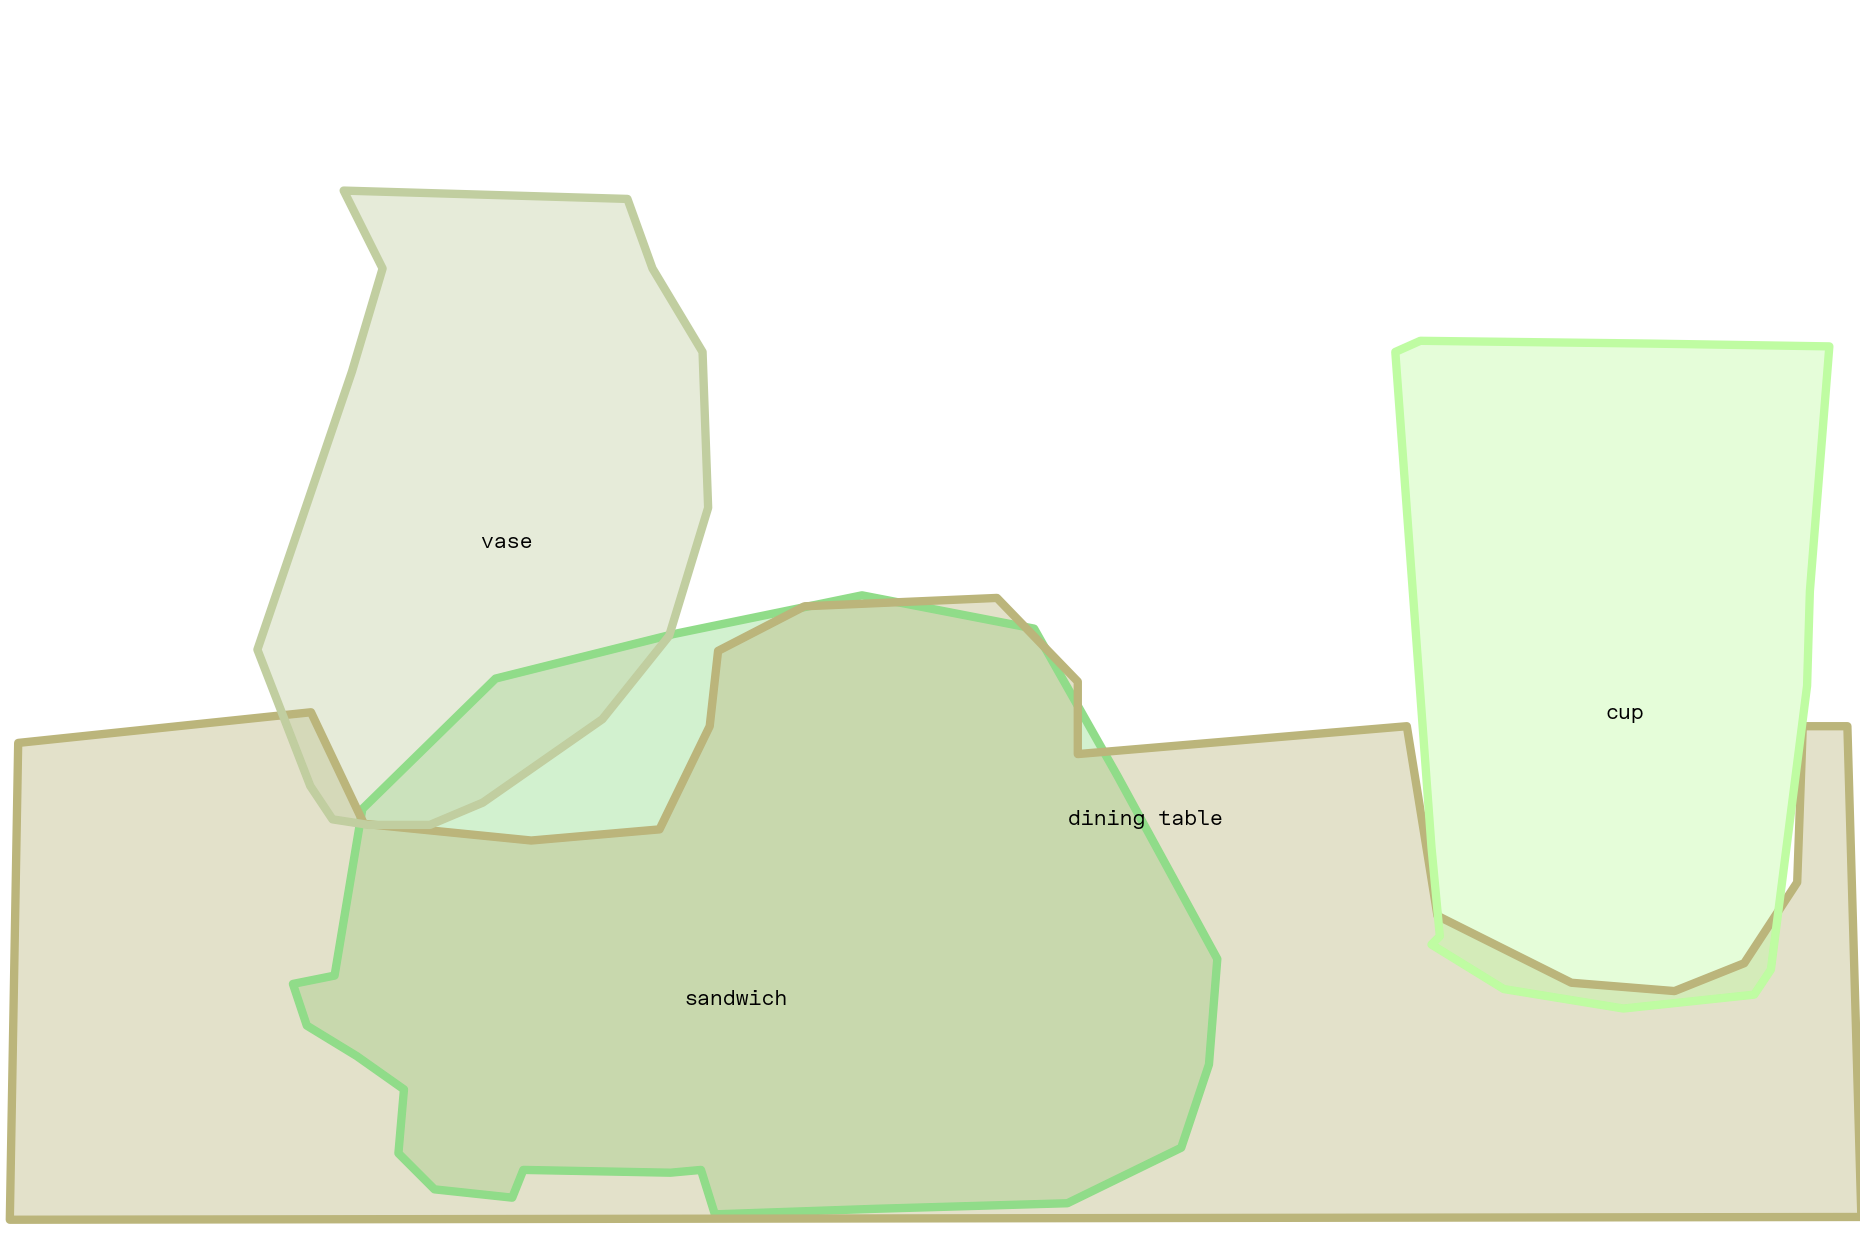 vase
cup
dining table
sandwich